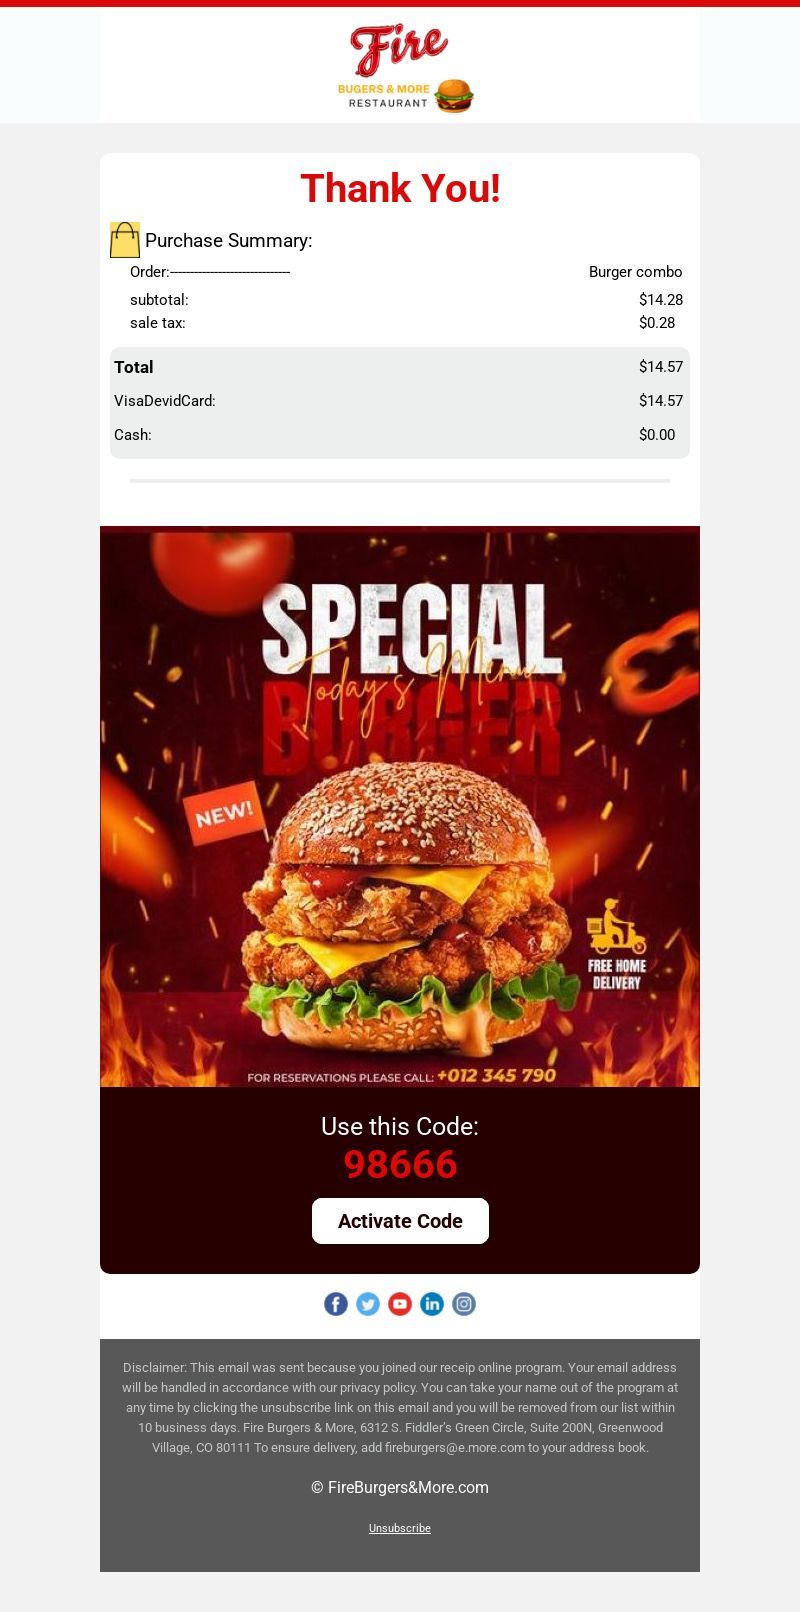 Fire
BUGERS & MORE
RESTAURANT
Thank You!
Purchase Summary:
Order:------------------------------ Burger combo
subtotal: $14.28
sale tax: $0.28
Total $14.57
VisaDevidCard: $14.57
Cash: $0.00
SPECIAL
Today's Menu
BURGER
NEW!
FREE HOME
DELIVERY
FOR RESERVATIONS PLEASE CALL: +012 345 790
Use this Code:
98666
Activate Code
Disclaimer: This email was sent because you joined our receip online program. Your email address
will be handled in accordance with our privacy policy. You can take your name out of the program at
any time by clicking the unsubscribe link on this email and you will be removed from our list within
10 business days. Fire Burgers & More, 6312 S. Fiddler's Green Circle, Suite 200N, Greenwood
Village, CO 80111 To ensure delivery, add fireburgers@e.more.com to your address book.
© FireBurgers&More.com
Unsubscribe